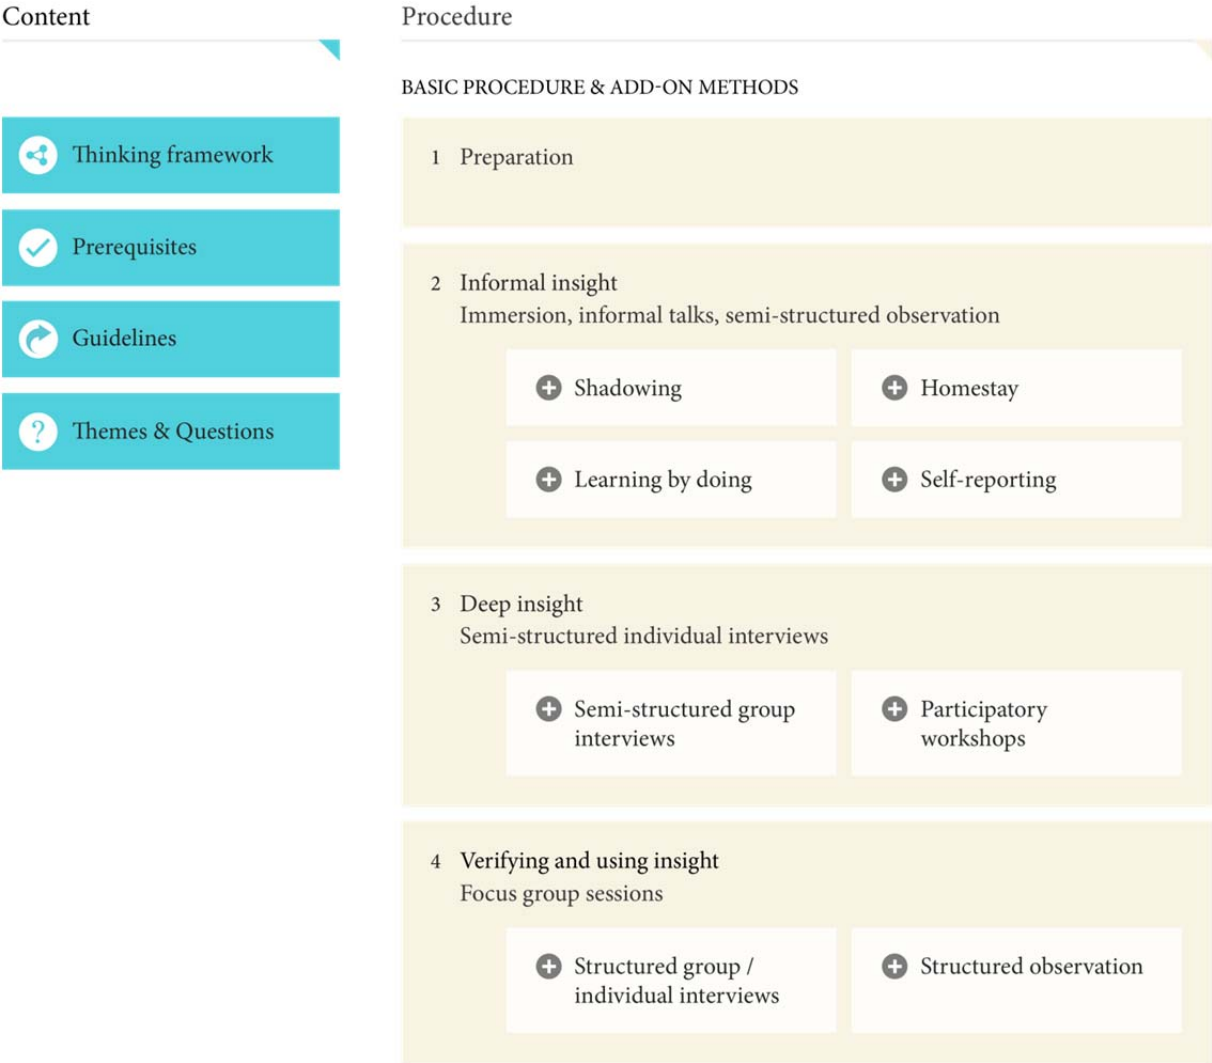 Content
Thinking framework
Prerequisites
Guidelines
? Themes & Questions
Procedure
BASIC PROCEDURE & ADD-ON METHODS
1 Preparation
2 Informal insight
Immersion, informal talks, semi-structured observation
Shadowing
Homestay
Learning by doing
Self-reporting
3 Deep insight
Semi-structured individual interviews
Semi-structured group
interviews
Participatory
workshops
4 Verifying and using insight
Focus group sessions
Structured group /
individual interviews
Structured observation